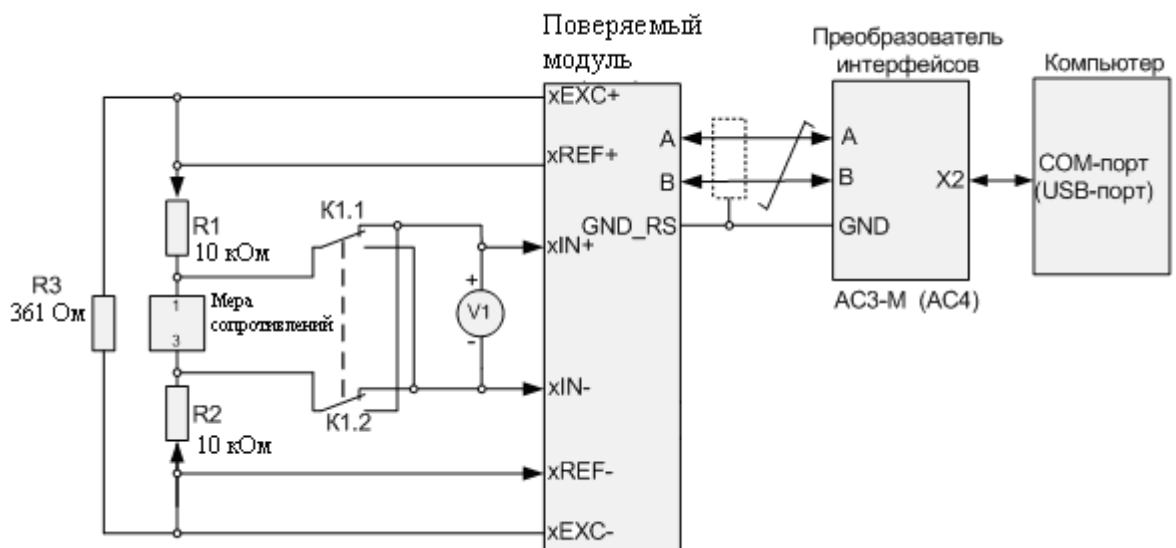 Поверяемый
модуль
Преобразователь
интерфейсов
Компьютер
xEXC+
xREF+
A
A
B
B
X2
COM-порт
(USB-порт)
GND_RS
GND
AC3-M (AC4)
K1.1
R1
10 кОм
xIN+
R3
361 Ом
1
3
Мера
сопротивлений
+
V1
-
xIN-
R2
10 кОм
K1.2
xREF-
xEXC-